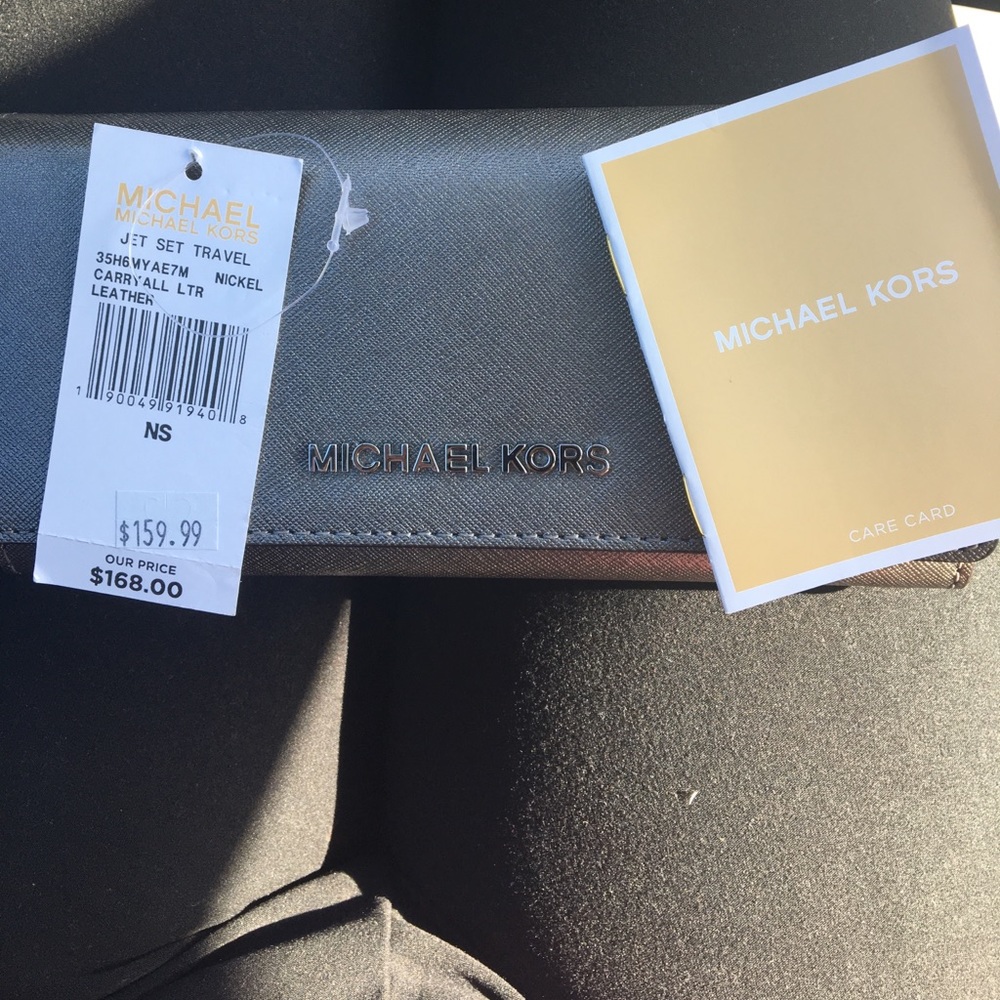 MICHAEL
MICHAEL KORS
JET SET TRAVEL
35H6MYAE7M NICKEL
CARRYALL LTR
LEATHER
1 90049 91940 8
NS
$159.99
OUR PRICE
$168.00
MICHAEL KORS
MICHAEL KORS
CARE CARD